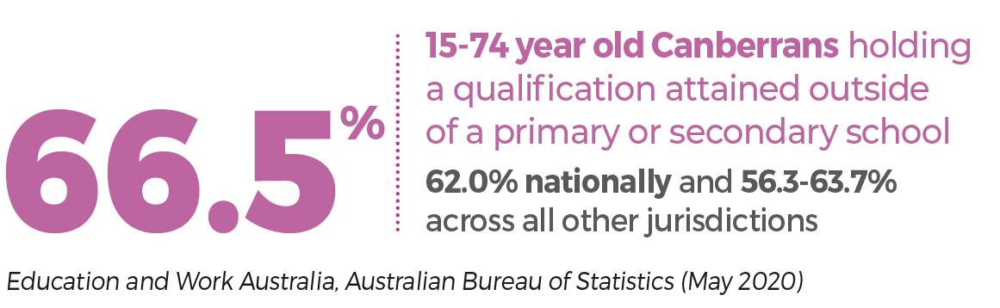 66.5%
15-74 year old Canberrans holding
a qualification attained outside
of a primary or secondary school
62.0% nationally and 56.3-63.7%
across all other jurisdictions
Education and Work Australia, Australian Bureau of Statistics (May 2020)